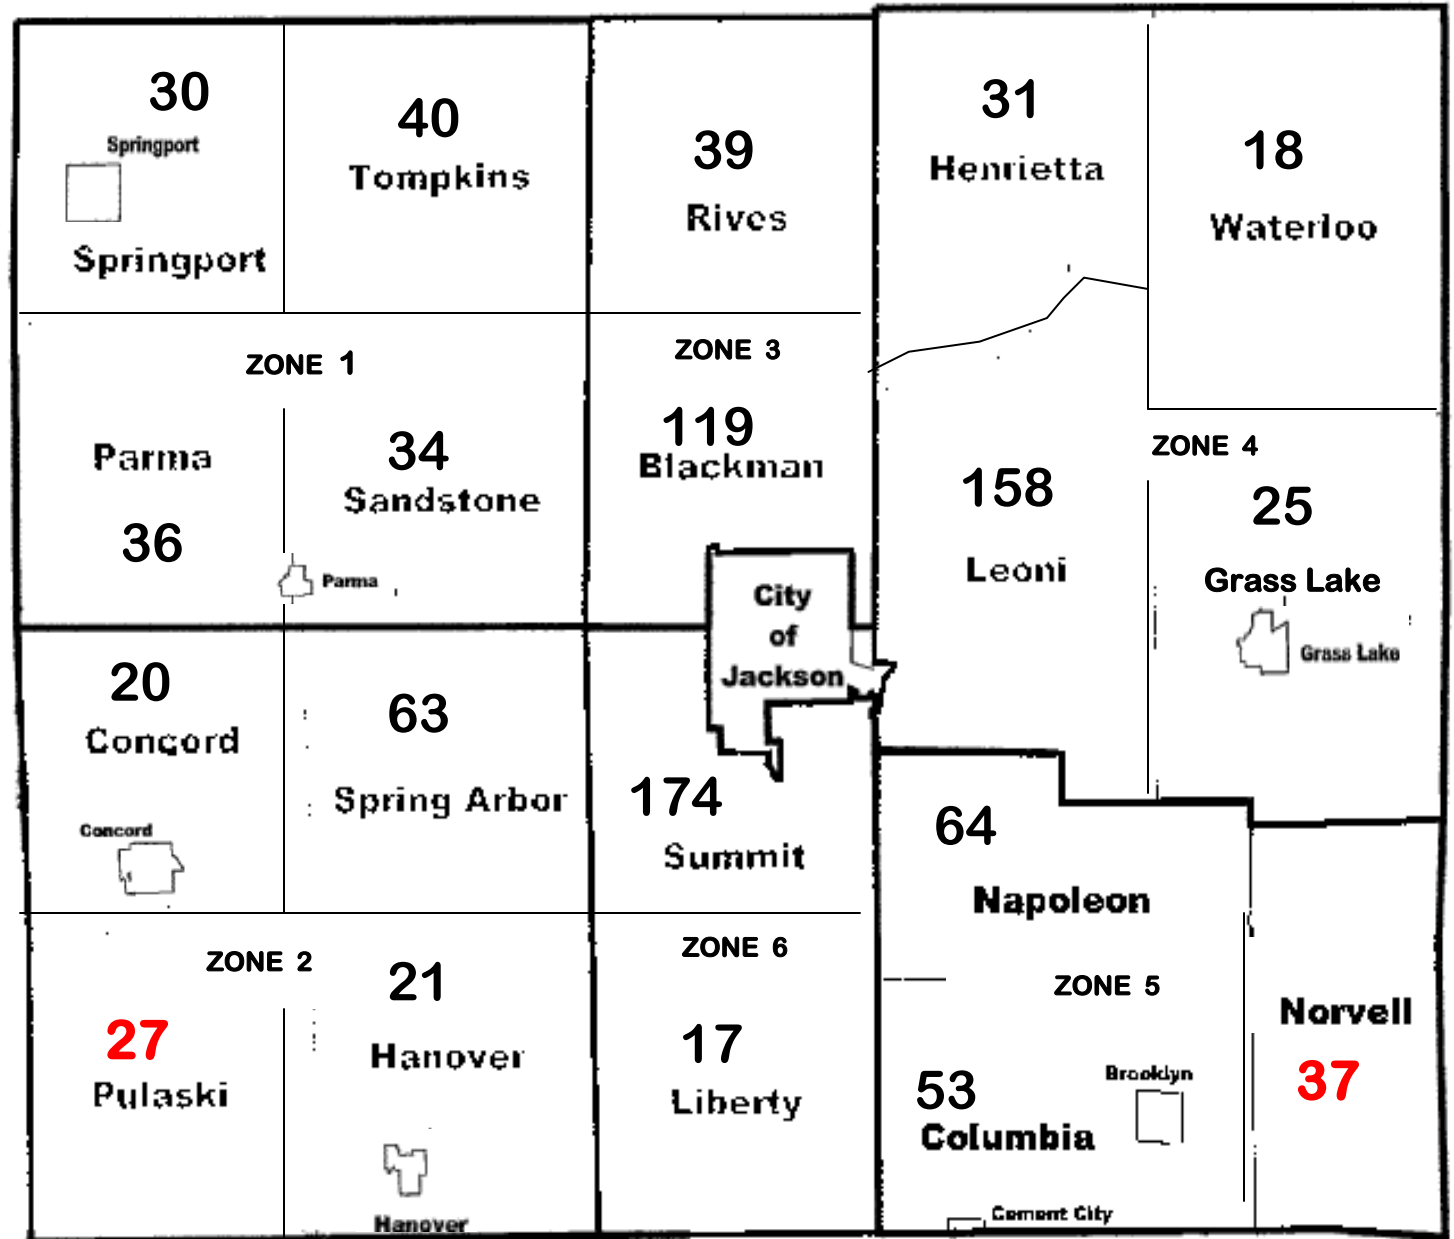 30
Springport
Springport
40
Tompkins
39
Rives
31
Henrietta
18
Waterloo
ZONE 1
Parma
36
34
Sandstone
Parma
ZONE 3
119
Blackman
City
of
Jackson
158
Leoni
ZONE 4
25
Grass Lake
Grass Lake
20
Concord
Concord
63
Spring Arbor
174
Summit
64
Napoleon
ZONE 2
27
Pulaski
21
Hanover
Hanover
ZONE 6
17
Liberty
ZONE 5
53
Columbia
Brooklyn
Cement City
Norvell
37